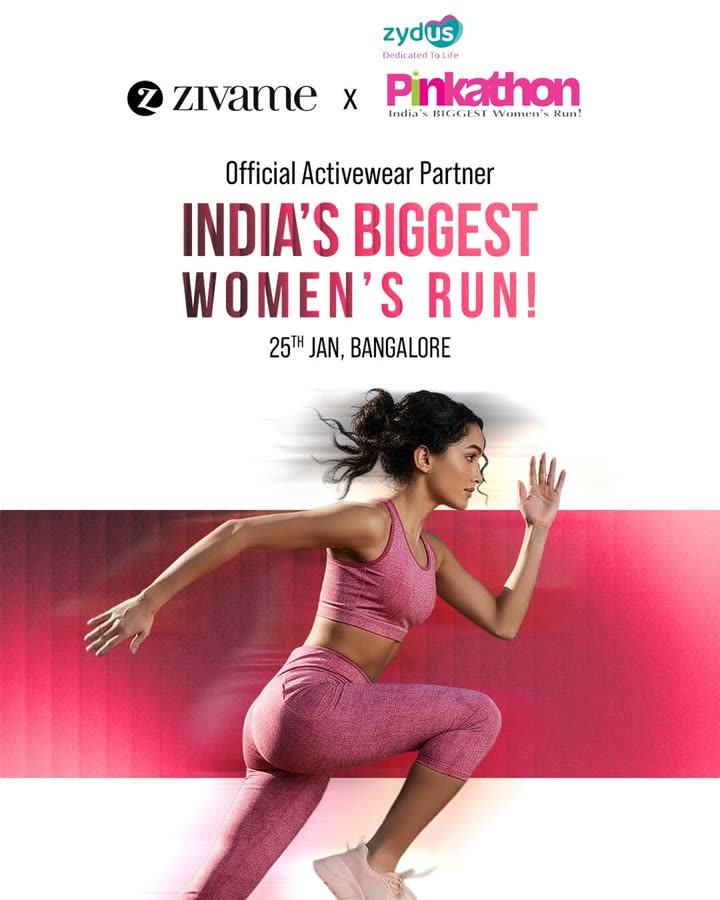 zydus
Dedicated To Life
Z ZIVAME X Pinkathon
India's BIGGEST Women's Run!
Official Activewear Partner
INDIA'S BIGGEST
WOMEN'S RUN!
25TH JAN, BANGALORE